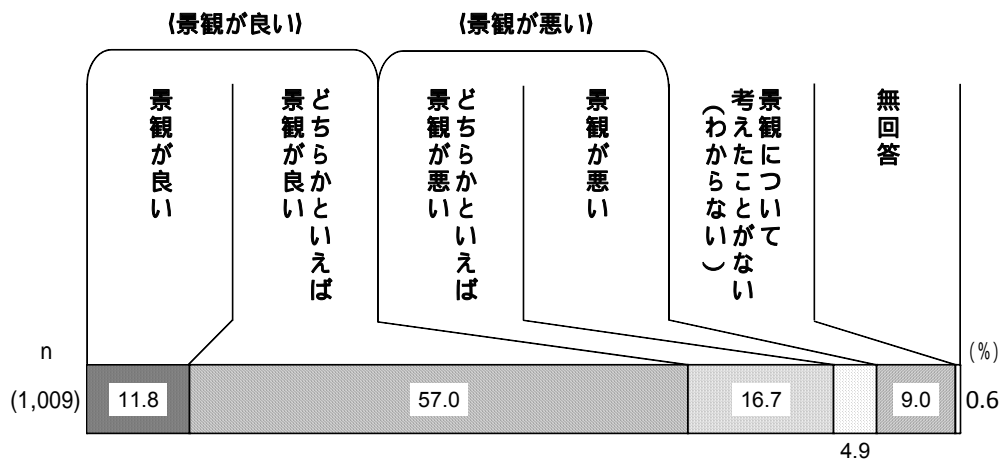 《景観が良い》
《景観が悪い》
景観が良い
どちらかといえば
景観が良い
どちらかといえば
景観が悪い
景観が悪い
景観について
考えたことがない
(わからない)
無回答
n
(%)
(1,009)
11.8
57.0
16.7
9.0
0.6
4.9